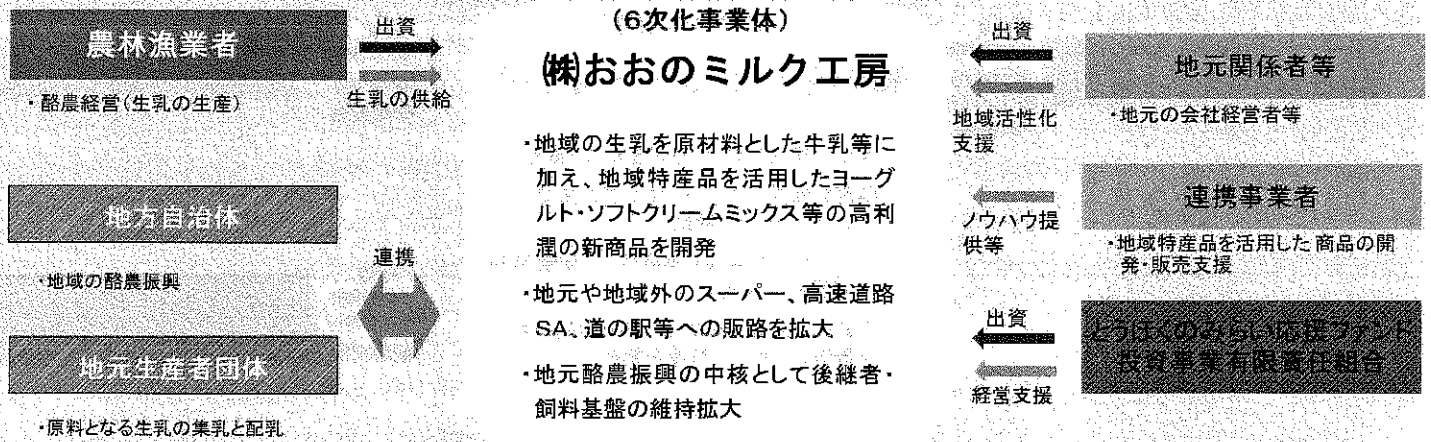 農林漁業者
・酪農経営(生乳の生産)
出資
生乳の供給
地方自治体
・地域の酪農振興
連携
地元生産者団体
・原料となる生乳の集乳と配乳
(6次化事業体)
㈱おおのミルク工房
・地域の生乳を原材料とした牛乳等に
加え、地域特産品を活用したヨーグ
ルト・ソフトクリームミックス等の高利
潤の新商品を開発
・地元や地域外のスーパー、高速道路
SA、道の駅等への販路を拡大
・地元酪農振興の中核として後継者・
飼料基盤の維持拡大
出資
地域活性化
支援
地元関係者等
・地元の会社経営者等
ノウハウ提
供等
連携事業者
・地域特産品を活用した商品の開
発・販売支援
出資
経営支援
とうほくのみらい応援ファンド
投資事業有限責任組合